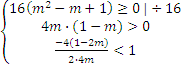 16(m² − m + 1) ≥ 0 | ÷ 16
4m · (1 − m) > 0
−4(1−2m) / 2·4m < 1